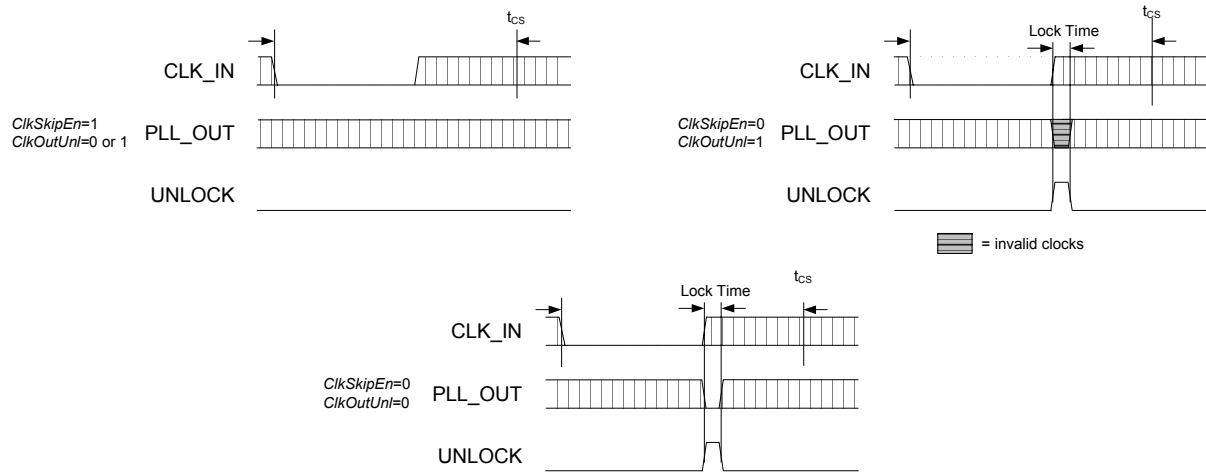 tCS
CLK_IN
ClkSkipEn=1
ClkOutUnl=0 or 1
PLL_OUT
UNLOCK
Lock Time
tCS
CLK_IN
ClkSkipEn=0
ClkOutUnl=1
PLL_OUT
UNLOCK
= invalid clocks
Lock Time
tCS
CLK_IN
ClkSkipEn=0
ClkOutUnl=0
PLL_OUT
UNLOCK